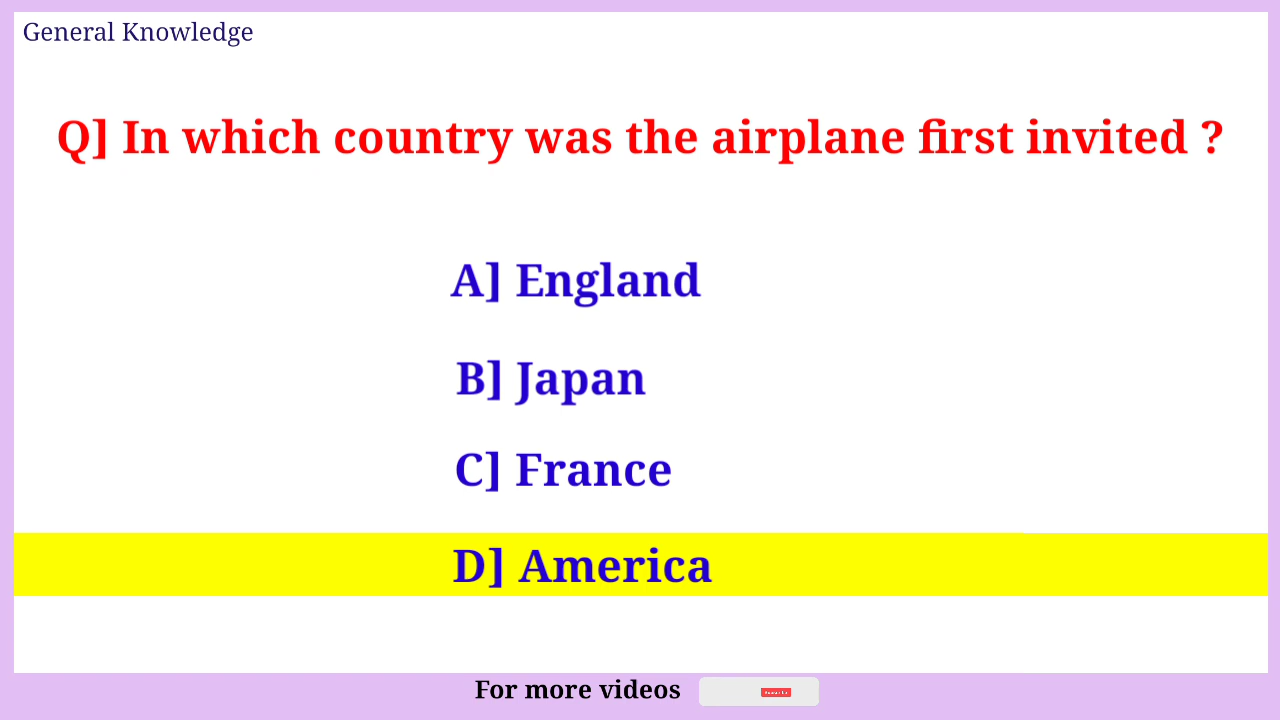 General Knowledge
Q] In which country was the airplane first invited ?
A] England
B] Japan
C] France
D] America
For more videos